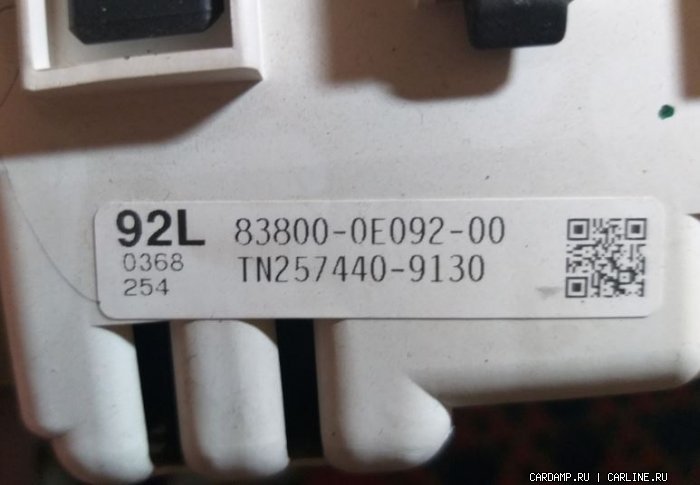 92L 83800-0E092-00
0368 TN257440-9130
254
CARDAMP.RU | CARLINE.RU